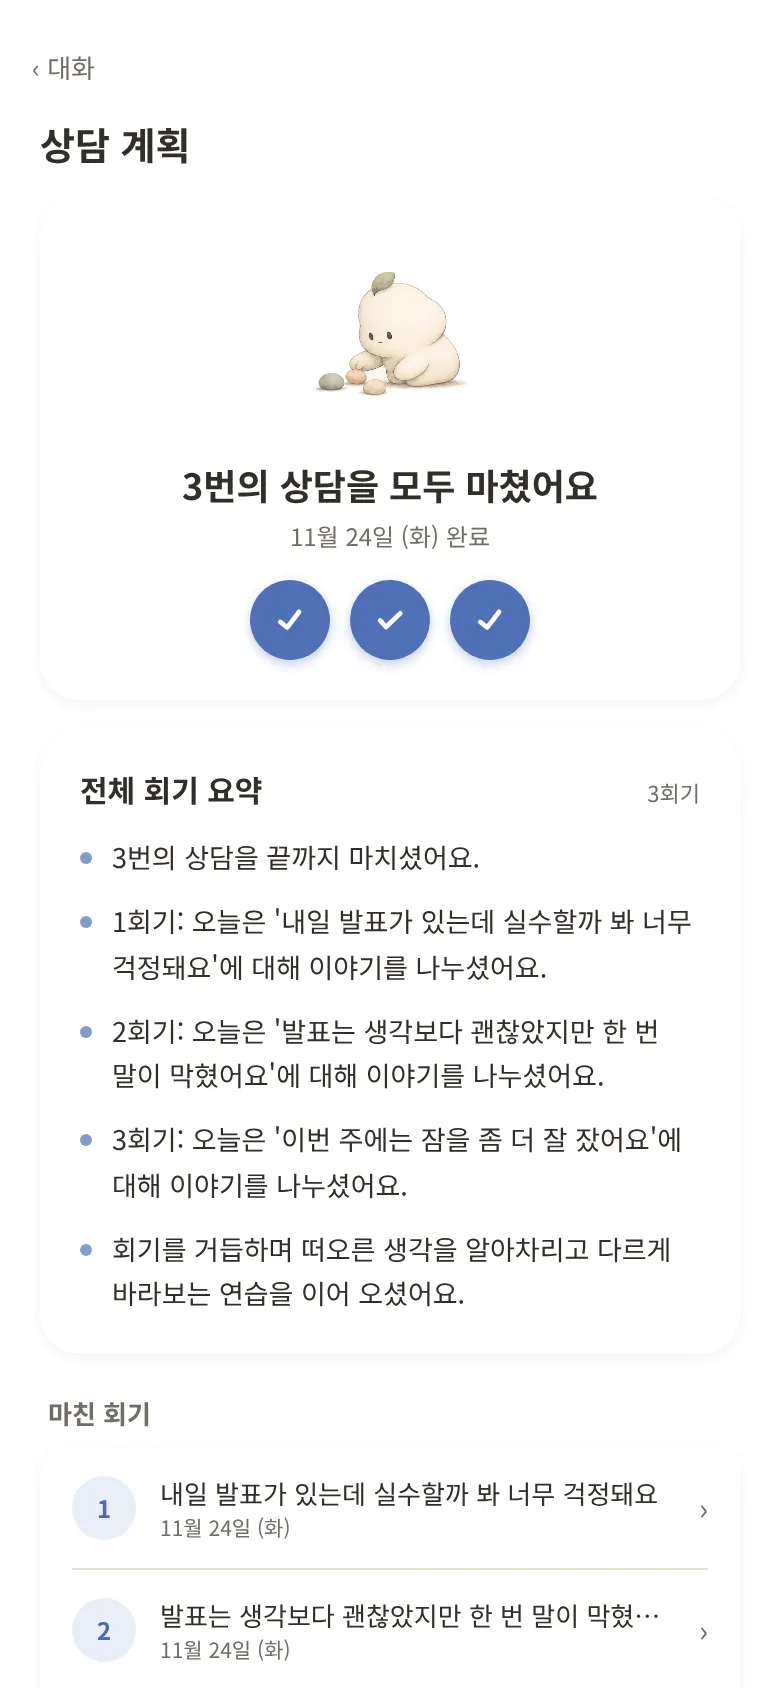 ‹ 대화
상담 계획
3번의 상담을 모두 마쳤어요
11월 24일 (화) 완료
전체 회기 요약
3회기
3번의 상담을 끝까지 마치셨어요.
1회기: 오늘은 '내일 발표가 있는데 실수할까 봐 너무
걱정돼요'에 대해 이야기를 나누셨어요.
2회기: 오늘은 '발표는 생각보다 괜찮았지만 한 번
말이 막혔어요'에 대해 이야기를 나누셨어요.
3회기: 오늘은 '이번 주에는 잠을 좀 더 잘 잤어요'에
대해 이야기를 나누셨어요.
회기를 거듭하며 떠오른 생각을 알아차리고 다르게
바라보는 연습을 이어 오셨어요.
마친 회기
1
내일 발표가 있는데 실수할까 봐 너무 걱정돼요
11월 24일 (화)
›
2
발표는 생각보다 괜찮았지만 한 번 말이 막혔…
11월 24일 (화)
›